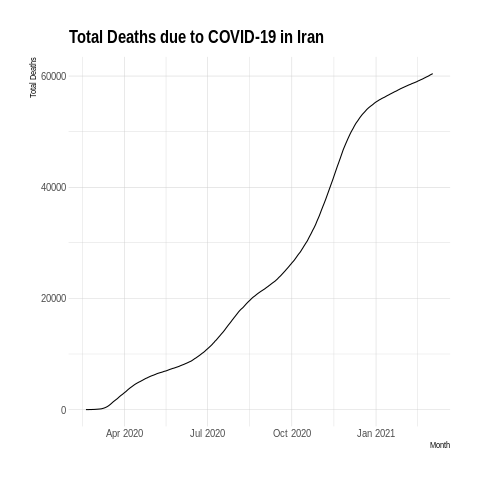 Total Deaths due to COVID-19 in Iran
Total Deaths
60000
40000
20000
0
Apr 2020 Jul 2020 Oct 2020 Jan 2021
Month